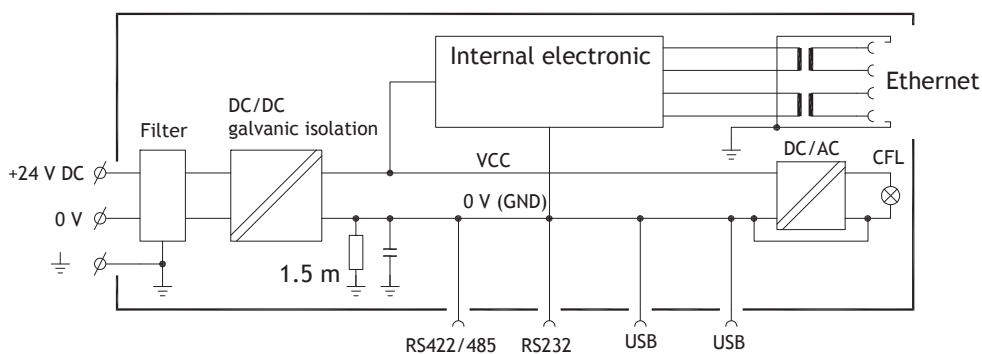 Internal electronic
Ethernet
DC/DC
galvanic isolation
Filter
DC/AC
CFL
VCC
+24 V DC
0 V (GND)
0 V
1.5 m
RS422/485
RS232
USB
USB